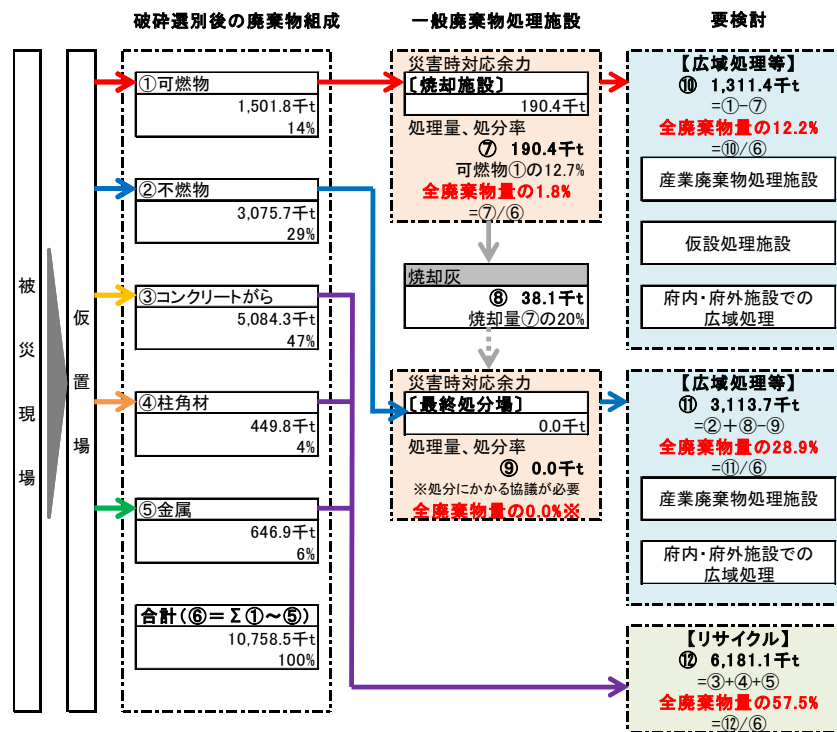 破砕選別後の廃棄物組成
一般廃棄物処理施設
要検討
被災現場
仮置場
①可燃物
1,501.8千t
14%
②不燃物
3,075.7千t
29%
③コンクリートがら
5,084.3千t
47%
④柱角材
449.8千t
4%
⑤金属
646.9千t
6%
合計(⑥=Σ①~⑤)
10,758.5千t
100%
災害時対応余力
〔焼却施設〕
190.4千t
処理量、処分率
⑦ 190.4千t
可燃物①の12.7%
全廃棄物量の1.8%
=⑦/⑥
焼却灰
⑧ 38.1千t
焼却量⑦の20%
災害時対応余力
〔最終処分場〕
0.0千t
処理量、処分率
⑨ 0.0千t
※処分にかかる協議が必要
全廃棄物量の0.0%※
【広域処理等】
⑩ 1,311.4千t
=①-⑦
全廃棄物量の12.2%
=⑩/⑥
産業廃棄物処理施設
仮設処理施設
府内・府外施設での
広域処理
【広域処理等】
⑪ 3,113.7千t
=②+⑧-⑨
全廃棄物量の28.9%
=⑪/⑥
産業廃棄物処理施設
府内・府外施設での
広域処理
【リサイクル】
⑫ 6,181.1千t
=③+④+⑤
全廃棄物量の57.5%
=⑫/⑥